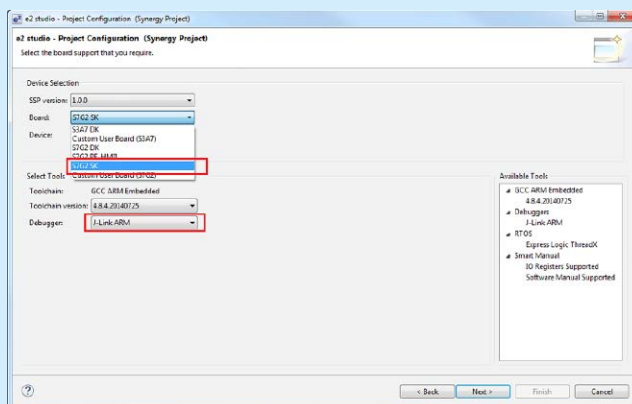 e2 studio - Project Configuration (Synergy Project)
e2 studio - Project Configuration (Synergy Project)
Select the board support that you require.
Device Selection
SSP version: 1.0.0
Board: S7G2 SK
S3A7 DK
Device: Custom User Board (S3A7)
S7G2 DK
S7G2 PE-HMI1
S7G2 SK
Select Tools Custom User Board (S7G2)
Toolchain: GCC ARM Embedded
Toolchain version: 4.8.4.20140725
Debugger: J-Link ARM
Available Tools
GCC ARM Embedded
4.8.4.20140725
Debuggers
J-Link ARM
RTOS
Express Logic ThreadX
Smart Manual
IO Registers Supported
Software Manual Supported
? < Back Next > Finish Cancel